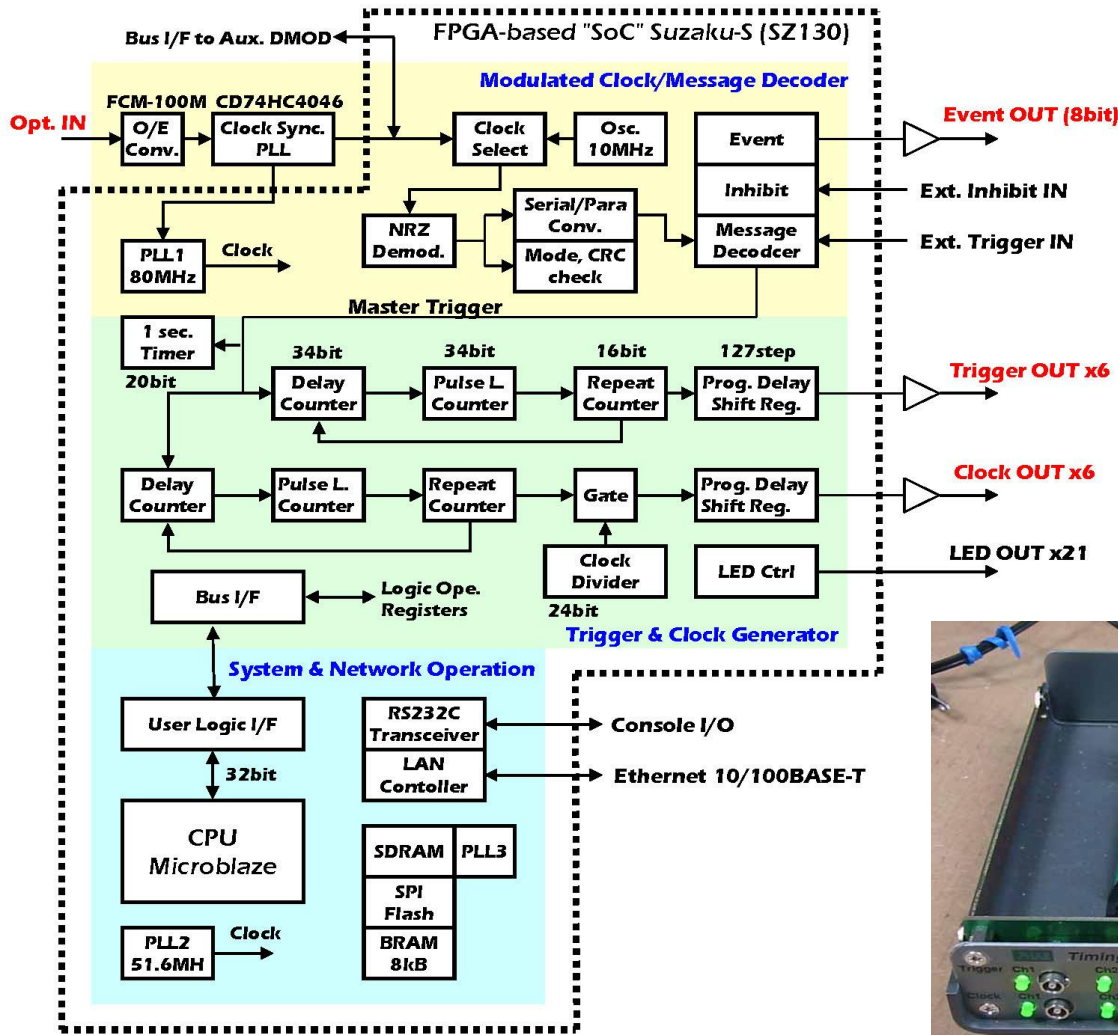 FPGA-based "SoC" Suzaku-S (SZ130)
Bus I/F to Aux. DMOD
Modulated Clock/Message Decoder
FCM-100M CD74HC4046
Opt. IN
O/E
Conv.
Clock Sync.
PLL
Clock
Select
Osc.
10MHz
Event
Event OUT (8bit)
Inhibit
Ext. Inhibit IN
Message
Decodcer
Ext. Trigger IN
NRZ
Demod.
Serial/Para
Conv.
Mode, CRC
check
PLL1
80MHz
Clock
Master Trigger
1 sec.
Timer
20bit
34bit
34bit
16bit
127step
Delay
Counter
Pulse L.
Counter
Repeat
Counter
Prog. Delay
Shift Reg.
Trigger OUT x6
Delay
Counter
Pulse L.
Counter
Repeat
Counter
Gate
Prog. Delay
Shift Reg.
Clock OUT x6
Clock
Divider
24bit
LED Ctrl
LED OUT x21
Bus I/F
Logic Ope.
Registers
Trigger & Clock Generator
System & Network Operation
User Logic I/F
32bit
CPU
Microblaze
RS232C
Transceiver
Console I/O
LAN
Contoller
Ethernet 10/100BASE-T
SDRAM
PLL3
SPI
Flash
BRAM
8kB
PLL2
51.6MH
Clock
Timing
Trigger
Ch1
Ch2
Clock
Ch1